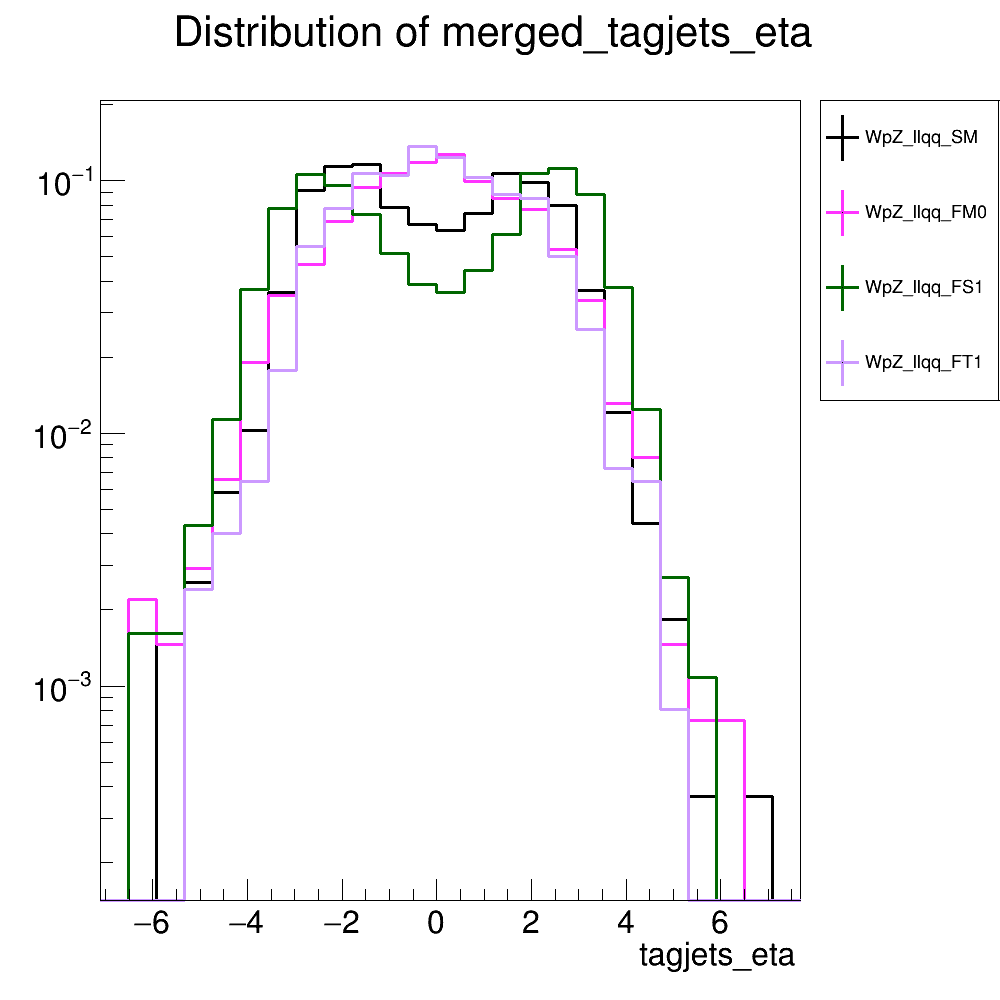 Distribution of merged_tagjets_eta
WpZ_llqq_SM
WpZ_llqq_FM0
WpZ_llqq_FS1
WpZ_llqq_FT1
10⁻¹
10⁻²
10⁻³
−6 −4 −2 0 2 4 6
tagjets_eta